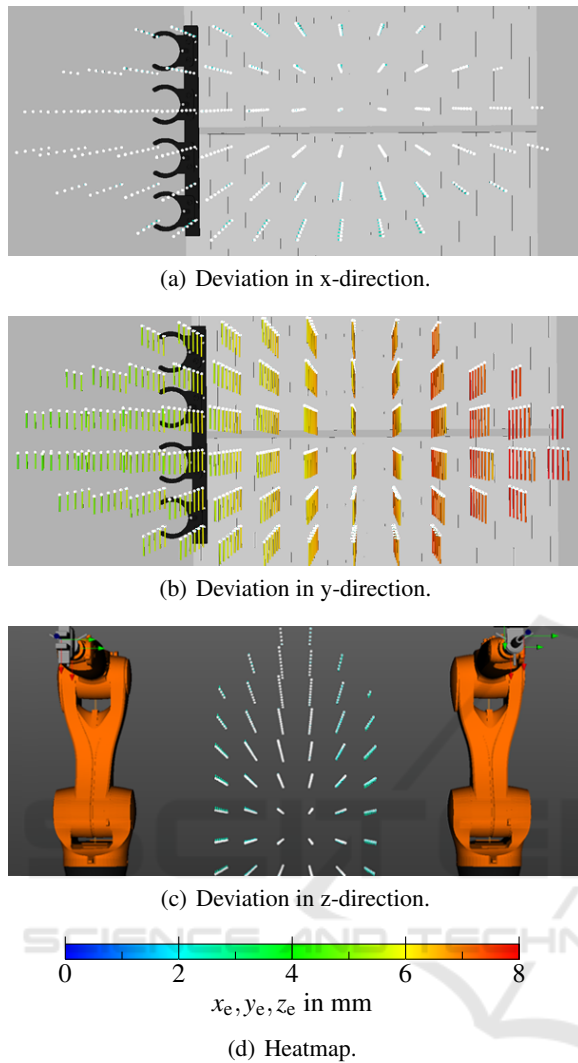 (a) Deviation in x-direction.
(b) Deviation in y-direction.
(c) Deviation in z-direction.
0 2 4 6 8
xₑ, yₑ, zₑ in mm
(d) Heatmap.